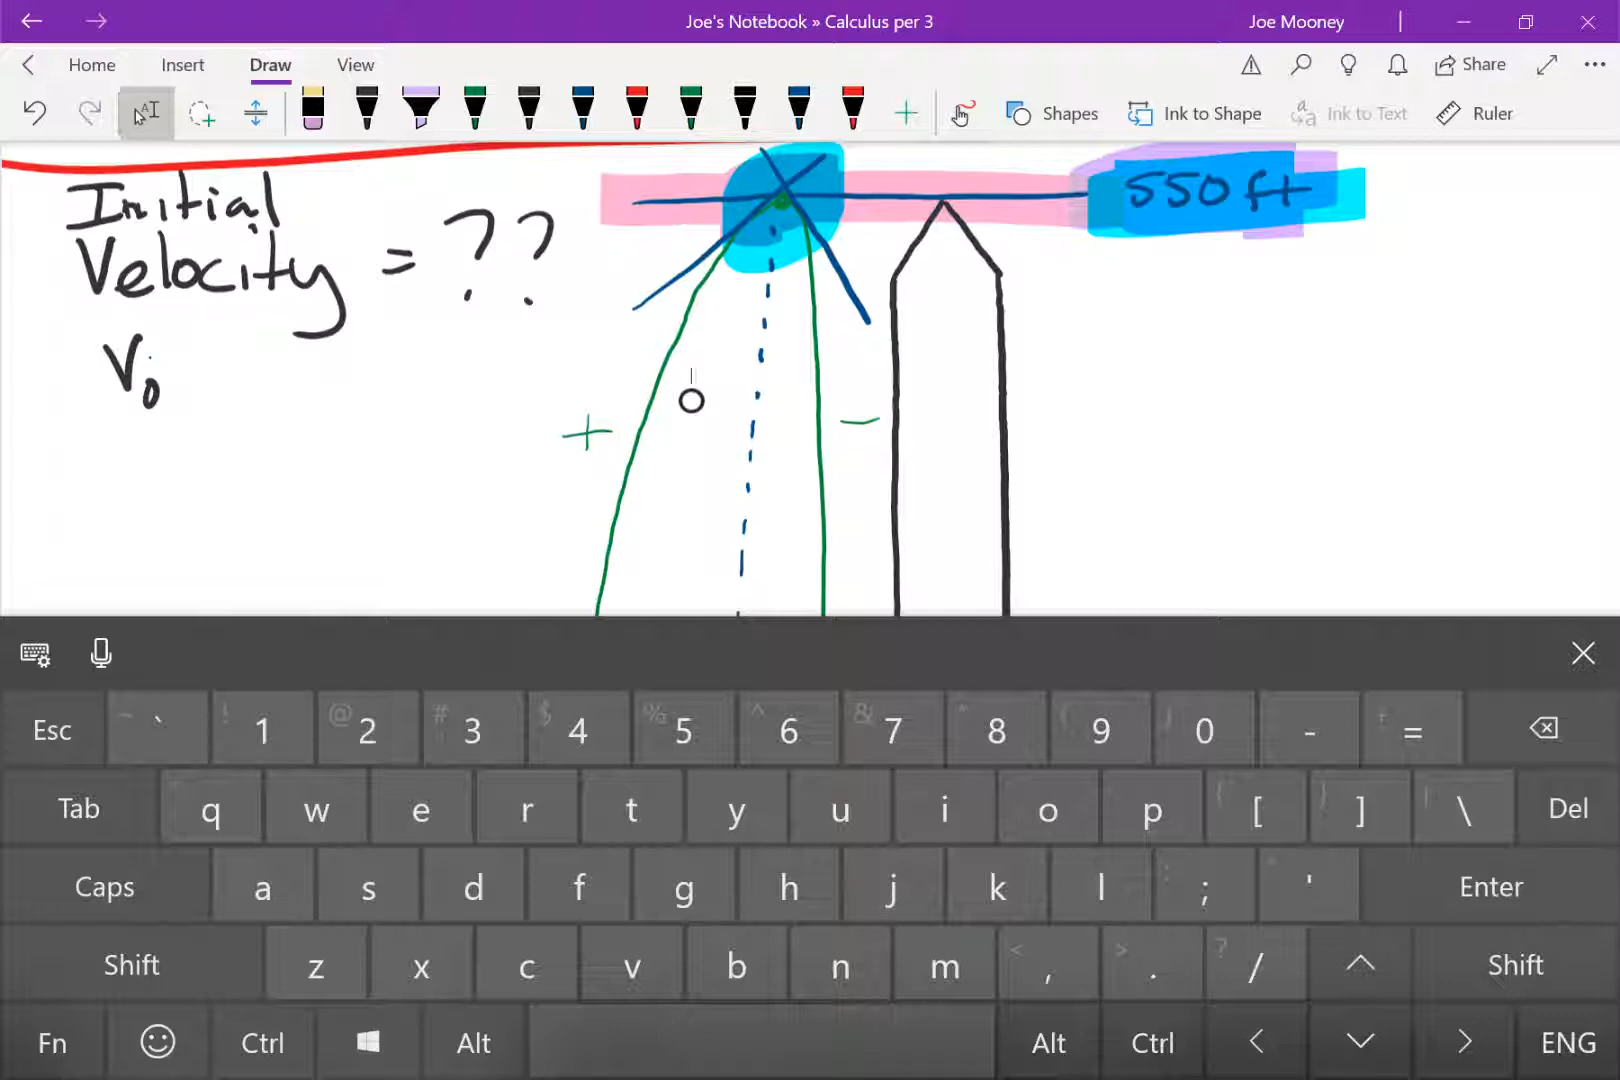 Joe's Notebook » Calculus per 3
Joe Mooney
Home Insert Draw View
Share
Shapes Ink to Shape Ink to Text Ruler
550 ft
Initial
Velocity = ??
V₀
+ −
Esc ` 1 2 3 4 5 6 7 8 9 0 - =
Tab q w e r t y u i o p [ ] \ Del
Caps a s d f g h j k l ; ' Enter
Shift z x c v b n m , . / Shift
Fn Ctrl Alt Alt Ctrl ENG